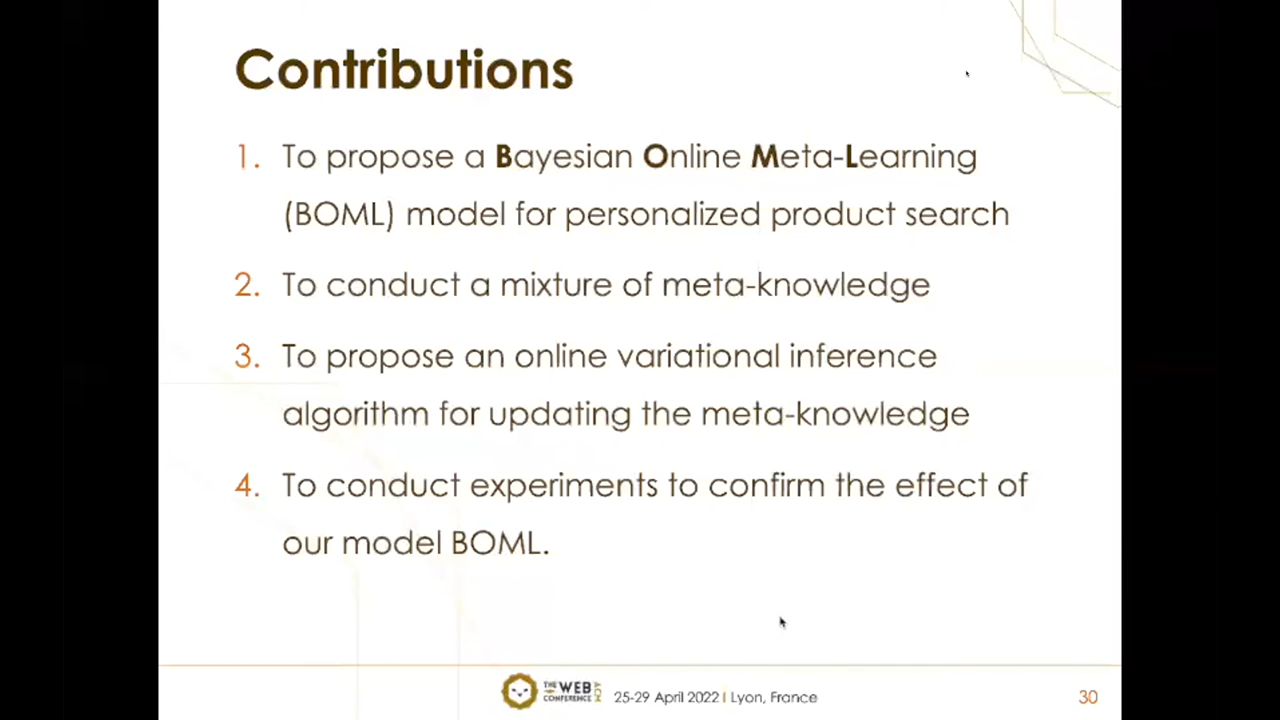 Contributions
1. To propose a Bayesian Online Meta-Learning
(BOML) model for personalized product search
2. To conduct a mixture of meta-knowledge
3. To propose an online variational inference
algorithm for updating the meta-knowledge
4. To conduct experiments to confirm the effect of
our model BOML.
THE WEB CONFERENCE ACM
25-29 April 2022 I Lyon, France
30